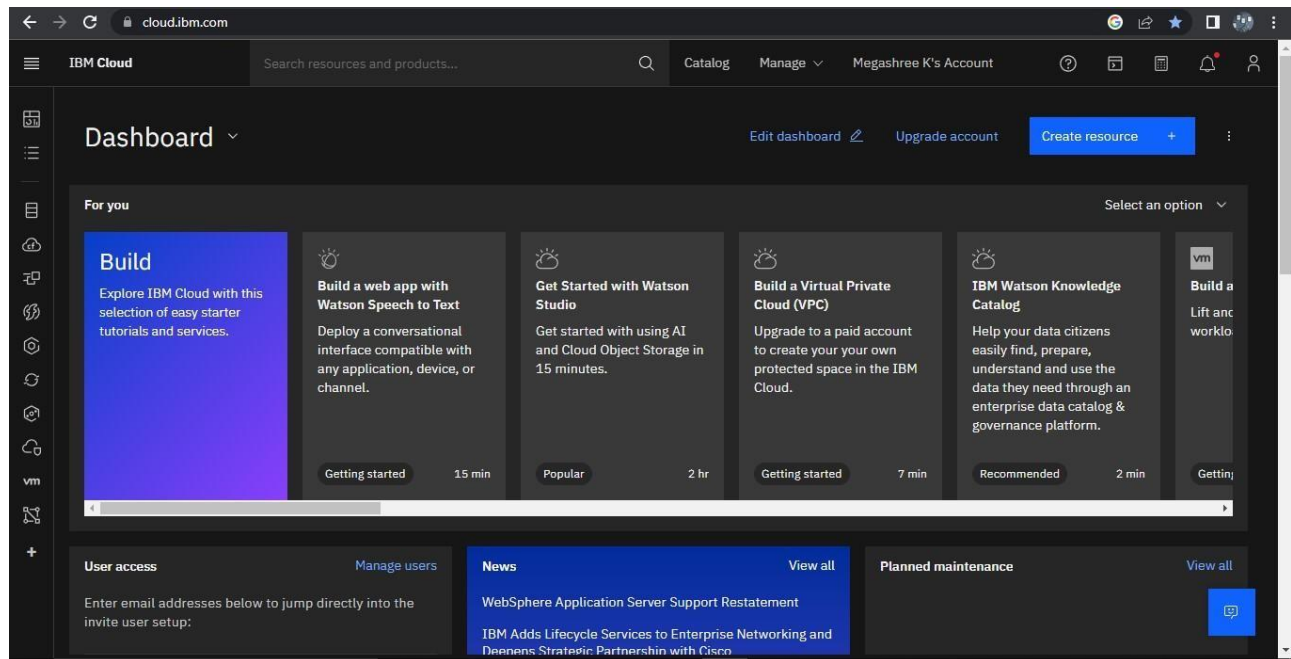 cloud.ibm.com
IBM Cloud
Search resources and products...
Catalog
Manage
Megashree K's Account
Dashboard
Edit dashboard
Upgrade account
Create resource +
For you
Select an option
Build
Explore IBM Cloud with this
selection of easy starter
tutorials and services.
Build a web app with
Watson Speech to Text
Deploy a conversational
interface compatible with
any application, device, or
channel.
Getting started
15 min
Get Started with Watson
Studio
Get started with using AI
and Cloud Object Storage in
15 minutes.
Popular
2 hr
Build a Virtual Private
Cloud (VPC)
Upgrade to a paid account
to create your your own
protected space in the IBM
Cloud.
Getting started
7 min
IBM Watson Knowledge
Catalog
Help your data citizens
easily find, prepare,
understand and use the
data they need through an
enterprise data catalog &
governance platform.
Recommended
2 min
vm
Build a
Lift and
worklo
Getting
vm
User access
Manage users
Enter email addresses below to jump directly into the
invite user setup:
News
View all
WebSphere Application Server Support Restatement
IBM Adds Lifecycle Services to Enterprise Networking and
Deepens Strategic Partnership with Cisco
Planned maintenance
View all